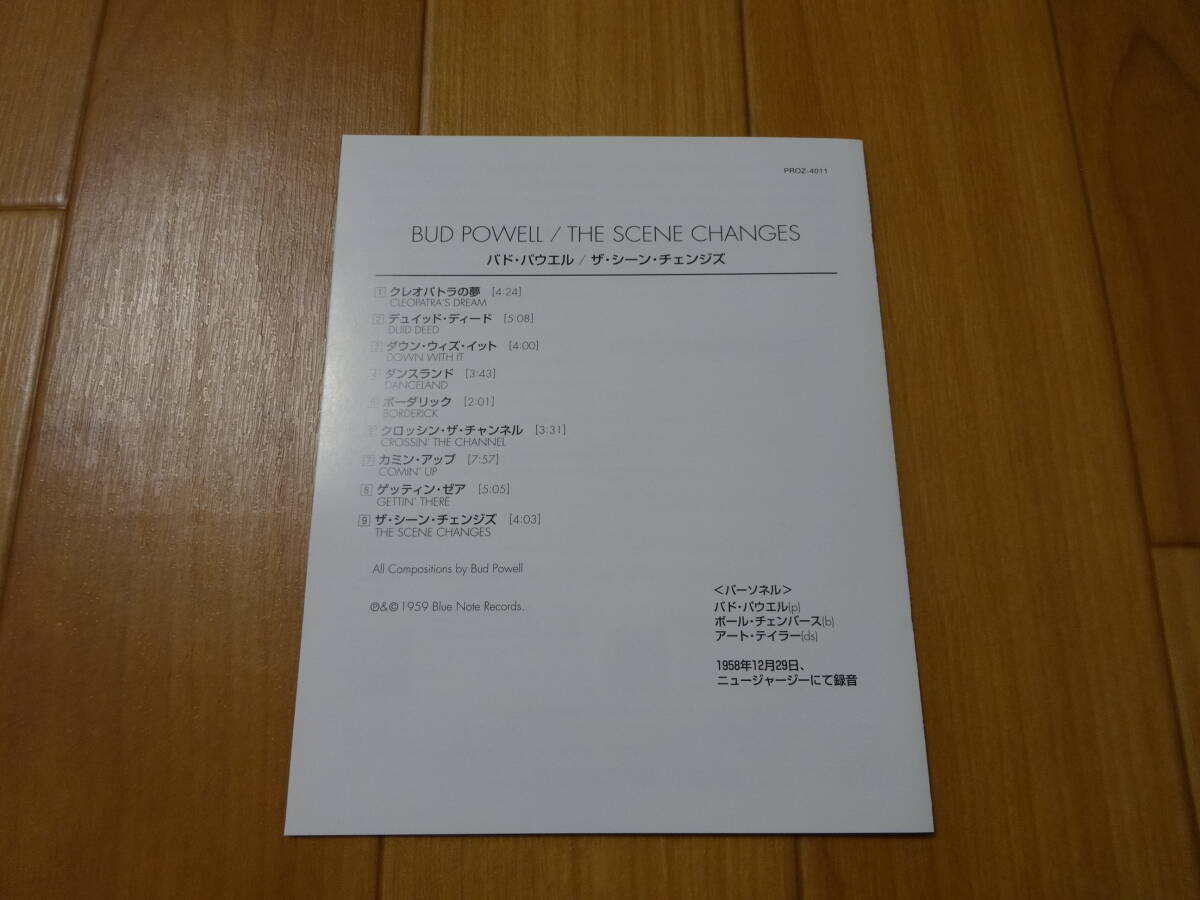 PROZ-4011
BUD POWELL / THE SCENE CHANGES
バド・パウエル / ザ・シーン・チェンジズ
1 クレオパトラの夢 [4:24]
CLEOPATRA'S DREAM
2 デュイッド・ディード [5:08]
DUID DEED
3 ダウン・ウィズ・イット [4:00]
DOWN WITH IT
4 ダンスランド [3:43]
DANCELAND
5 ボーダリック [2:01]
BORDERICK
6 クロッシン・ザ・チャンネル [3:31]
CROSSIN' THE CHANNEL
7 カミン・アップ [7:57]
COMIN' UP
8 ゲッティン・ゼア [5:05]
GETTIN' THERE
9 ザ・シーン・チェンジズ [4:03]
THE SCENE CHANGES
All Compositions by Bud Powell
℗&© 1959 Blue Note Records.
＜パーソネル＞
バド・パウエル(p)
ポール・チェンバース(b)
アート・テイラー(ds)
1958年12月29日、
ニュージャージーにて録音